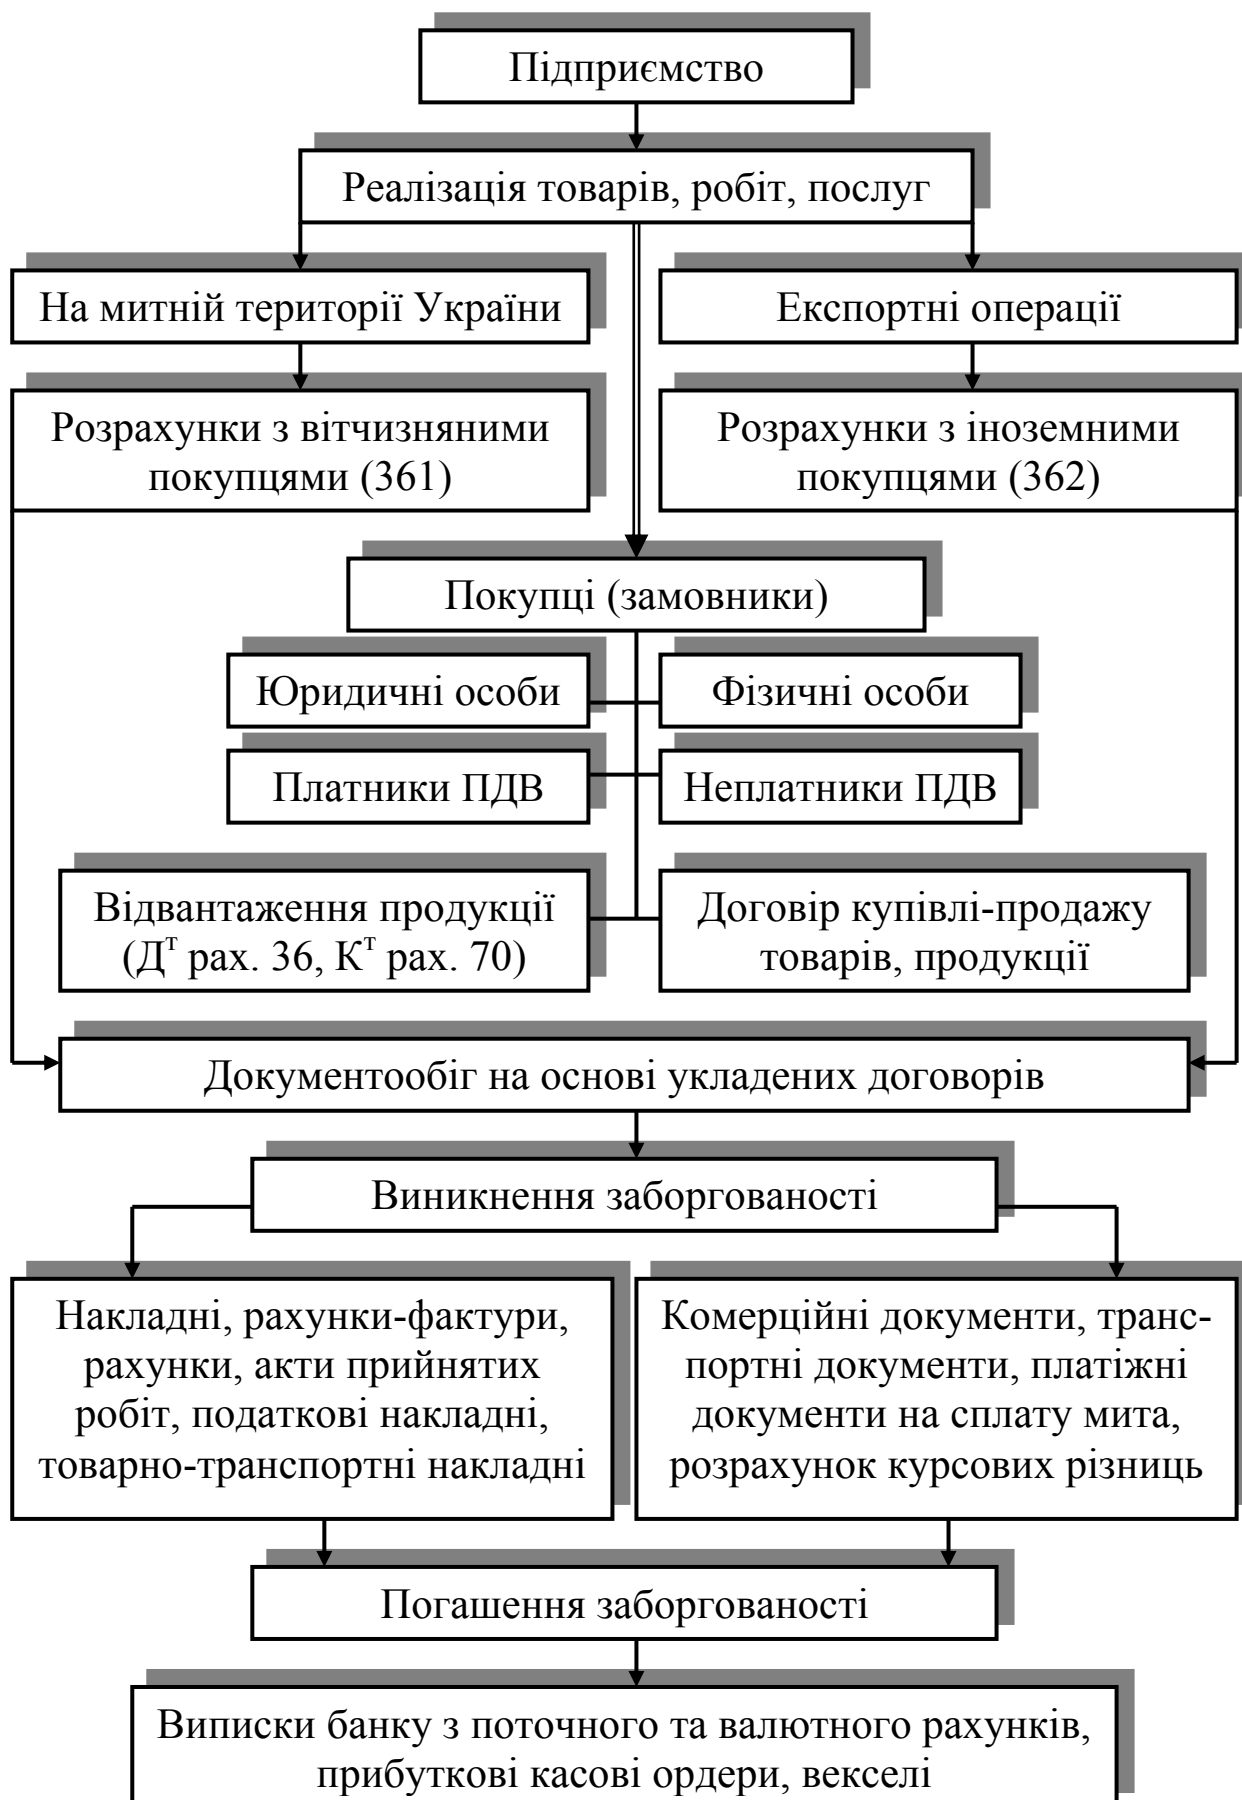 Підприємство
Реалізація товарів, робіт, послуг
На митній території України
Експортні операції
Розрахунки з вітчизняними
покупцями (361)
Розрахунки з іноземними
покупцями (362)
Покупці (замовники)
Юридичні особи
Фізичні особи
Платники ПДВ
Неплатники ПДВ
Відвантаження продукції
(Дᵀ рах. 36, Кᵀ рах. 70)
Договір купівлі-продажу
товарів, продукції
Документообіг на основі укладених договорів
Виникнення заборгованості
Накладні, рахунки-фактури,
рахунки, акти прийнятих
робіт, податкові накладні,
товарно-транспортні накладні
Комерційні документи, транс-
портні документи, платіжні
документи на сплату мита,
розрахунок курсових різниць
Погашення заборгованості
Виписки банку з поточного та валютного рахунків,
прибуткові касові ордери, векселі